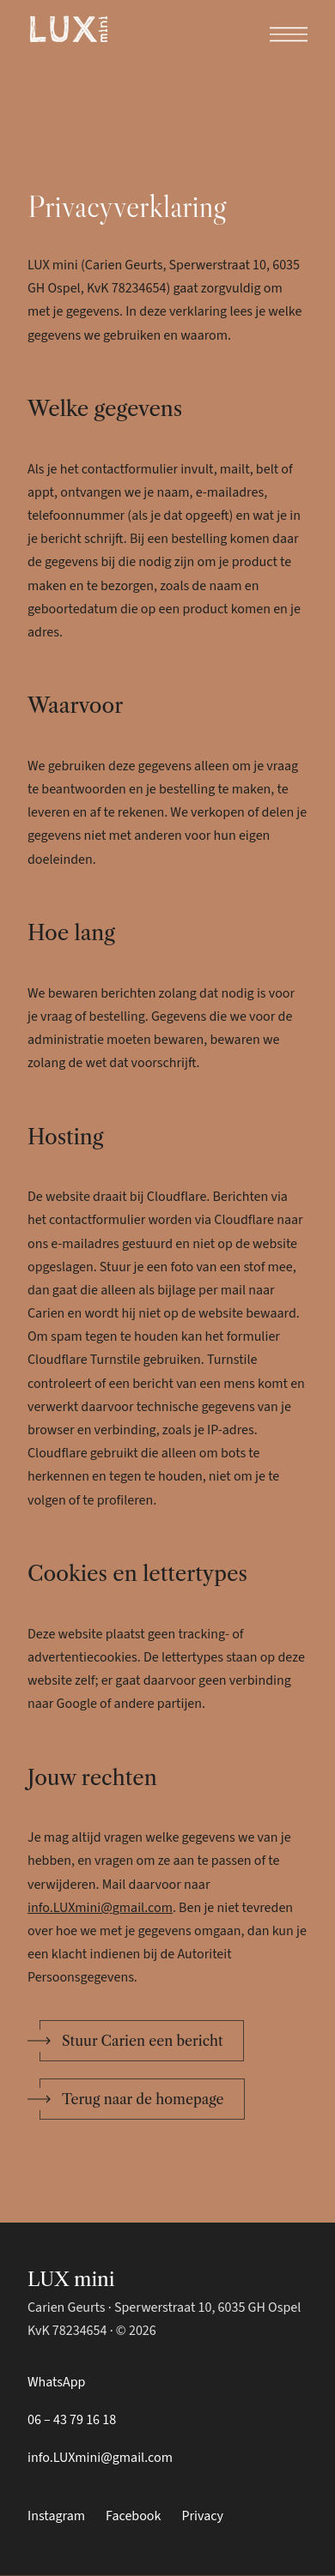 LUX mini
Privacyverklaring
LUX mini (Carien Geurts, Sperwerstraat 10, 6035
GH Ospel, KvK 78234654) gaat zorgvuldig om
met je gegevens. In deze verklaring lees je welke
gegevens we gebruiken en waarom.
Welke gegevens
Als je het contactformulier invult, mailt, belt of
appt, ontvangen we je naam, e-mailadres,
telefoonnummer (als je dat opgeeft) en wat je in
je bericht schrijft. Bij een bestelling komen daar
de gegevens bij die nodig zijn om je product te
maken en te bezorgen, zoals de naam en
geboortedatum die op een product komen en je
adres.
Waarvoor
We gebruiken deze gegevens alleen om je vraag
te beantwoorden en je bestelling te maken, te
leveren en af te rekenen. We verkopen of delen je
gegevens niet met anderen voor hun eigen
doeleinden.
Hoe lang
We bewaren berichten zolang dat nodig is voor
je vraag of bestelling. Gegevens die we voor de
administratie moeten bewaren, bewaren we
zolang de wet dat voorschrijft.
Hosting
De website draait bij Cloudflare. Berichten via
het contactformulier worden via Cloudflare naar
ons e-mailadres gestuurd en niet op de website
opgeslagen. Stuur je een foto van een stof mee,
dan gaat die alleen als bijlage per mail naar
Carien en wordt hij niet op de website bewaard.
Om spam tegen te houden kan het formulier
Cloudflare Turnstile gebruiken. Turnstile
controleert of een bericht van een mens komt en
verwerkt daarvoor technische gegevens van je
browser en verbinding, zoals je IP-adres.
Cloudflare gebruikt die alleen om bots te
herkennen en tegen te houden, niet om je te
volgen of te profileren.
Cookies en lettertypes
Deze website plaatst geen tracking- of
advertentiecookies. De lettertypes staan op deze
website zelf; er gaat daarvoor geen verbinding
naar Google of andere partijen.
Jouw rechten
Je mag altijd vragen welke gegevens we van je
hebben, en vragen om ze aan te passen of te
verwijderen. Mail daarvoor naar
info.LUXmini@gmail.com. Ben je niet tevreden
over hoe we met je gegevens omgaan, dan kun je
een klacht indienen bij de Autoriteit
Persoonsgegevens.
Stuur Carien een bericht
Terug naar de homepage
LUX mini
Carien Geurts · Sperwerstraat 10, 6035 GH Ospel
KvK 78234654 · © 2026
WhatsApp
06 – 43 79 16 18
info.LUXmini@gmail.com
Instagram Facebook Privacy